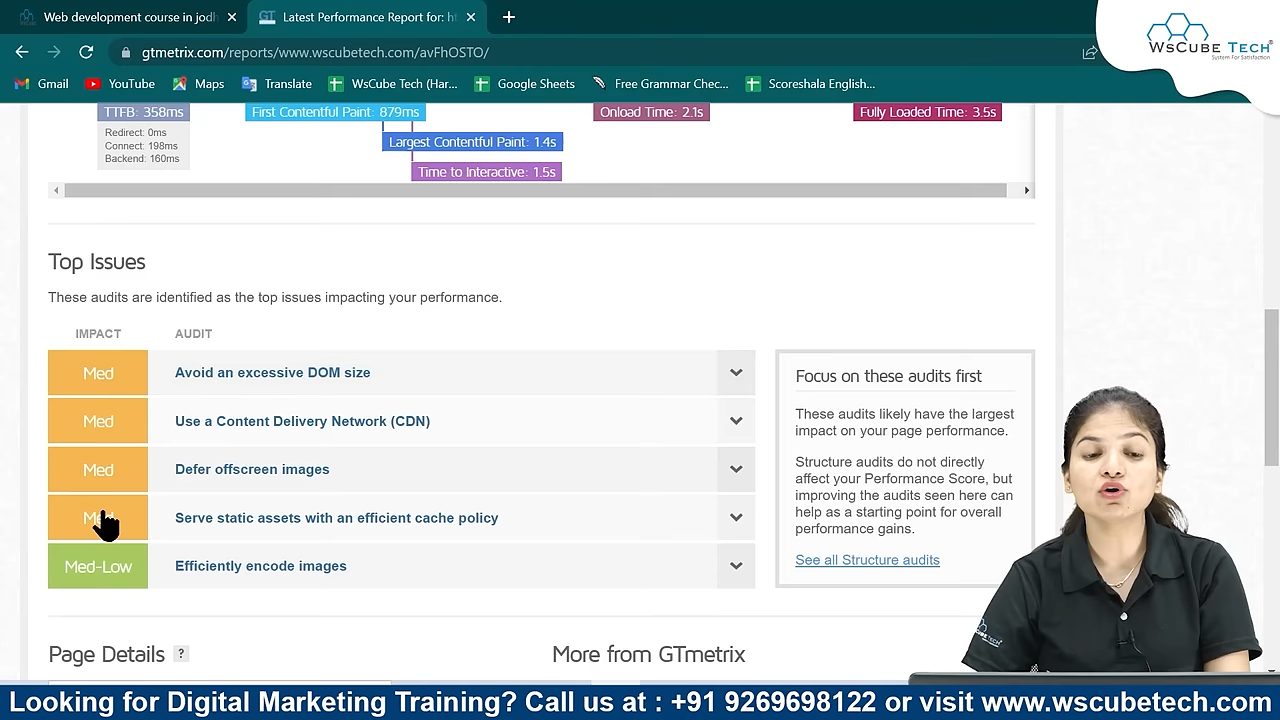 Web development course in jodh
Latest Performance Report for: ht
WsCube Tech
System For Satisfaction
gtmetrix.com/reports/www.wscubetech.com/avFhOSTO/
Gmail
YouTube
Maps
Translate
WsCube Tech (Har...
Google Sheets
Free Grammar Chec...
Scoreshala English...
TTFB: 358ms
First Contentful Paint: 879ms
Onload Time: 2.1s
Fully Loaded Time: 3.5s
Redirect: 0ms
Connect: 198ms
Backend: 160ms
Largest Contentful Paint: 1.4s
Time to Interactive: 1.5s
Top Issues
These audits are identified as the top issues impacting your performance.
IMPACT AUDIT
Med Avoid an excessive DOM size
Med Use a Content Delivery Network (CDN)
Med Defer offscreen images
Serve static assets with an efficient cache policy
Med-Low Efficiently encode images
Focus on these audits first
These audits likely have the largest
impact on your page performance.
Structure audits do not directly
affect your Performance Score, but
improving the audits seen here can
help as a starting point for overall
performance gains.
See all Structure audits
Page Details ?
More from GTmetrix
Looking for Digital Marketing Training? Call us at : +91 9269698122 or visit www.wscubetech.com